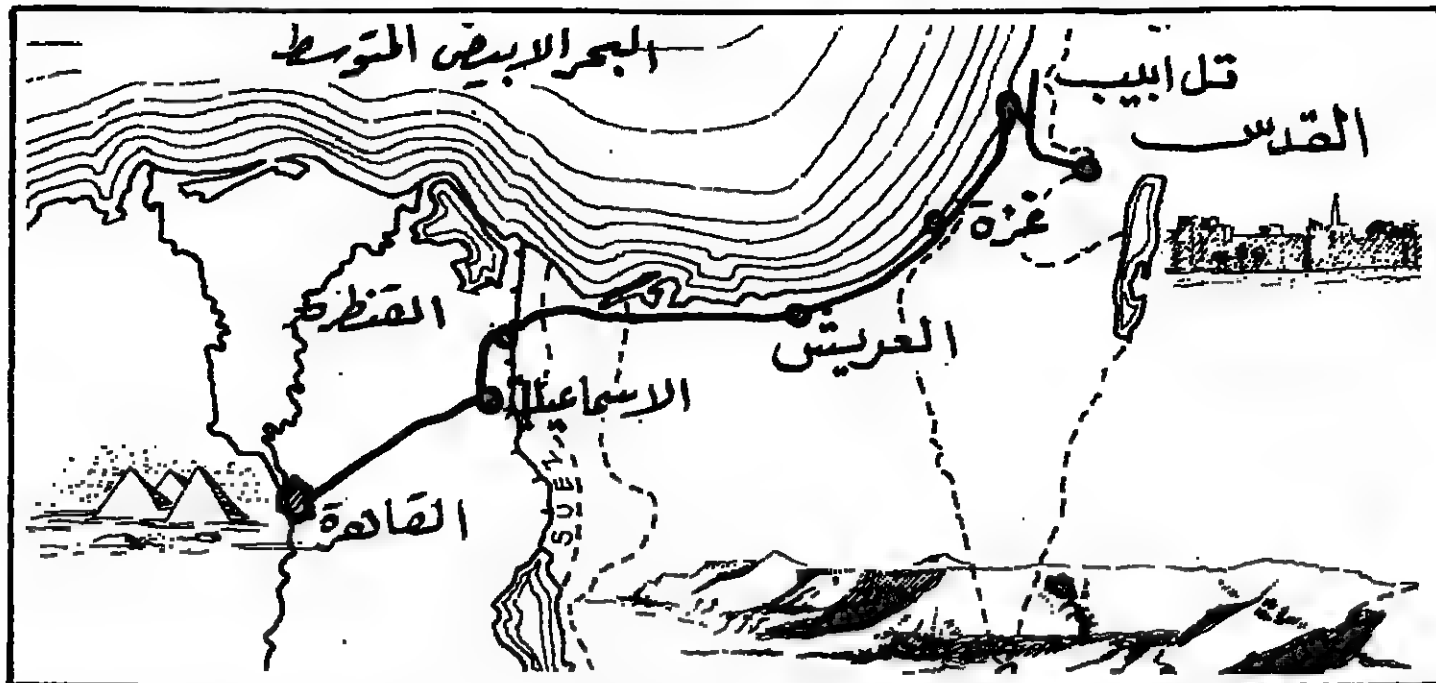 البحر الابيض المتوسط
تل ابيب
القدس
غزة
القنطرة
العريش
الاسماعيلية
القاهرة
SUEZ